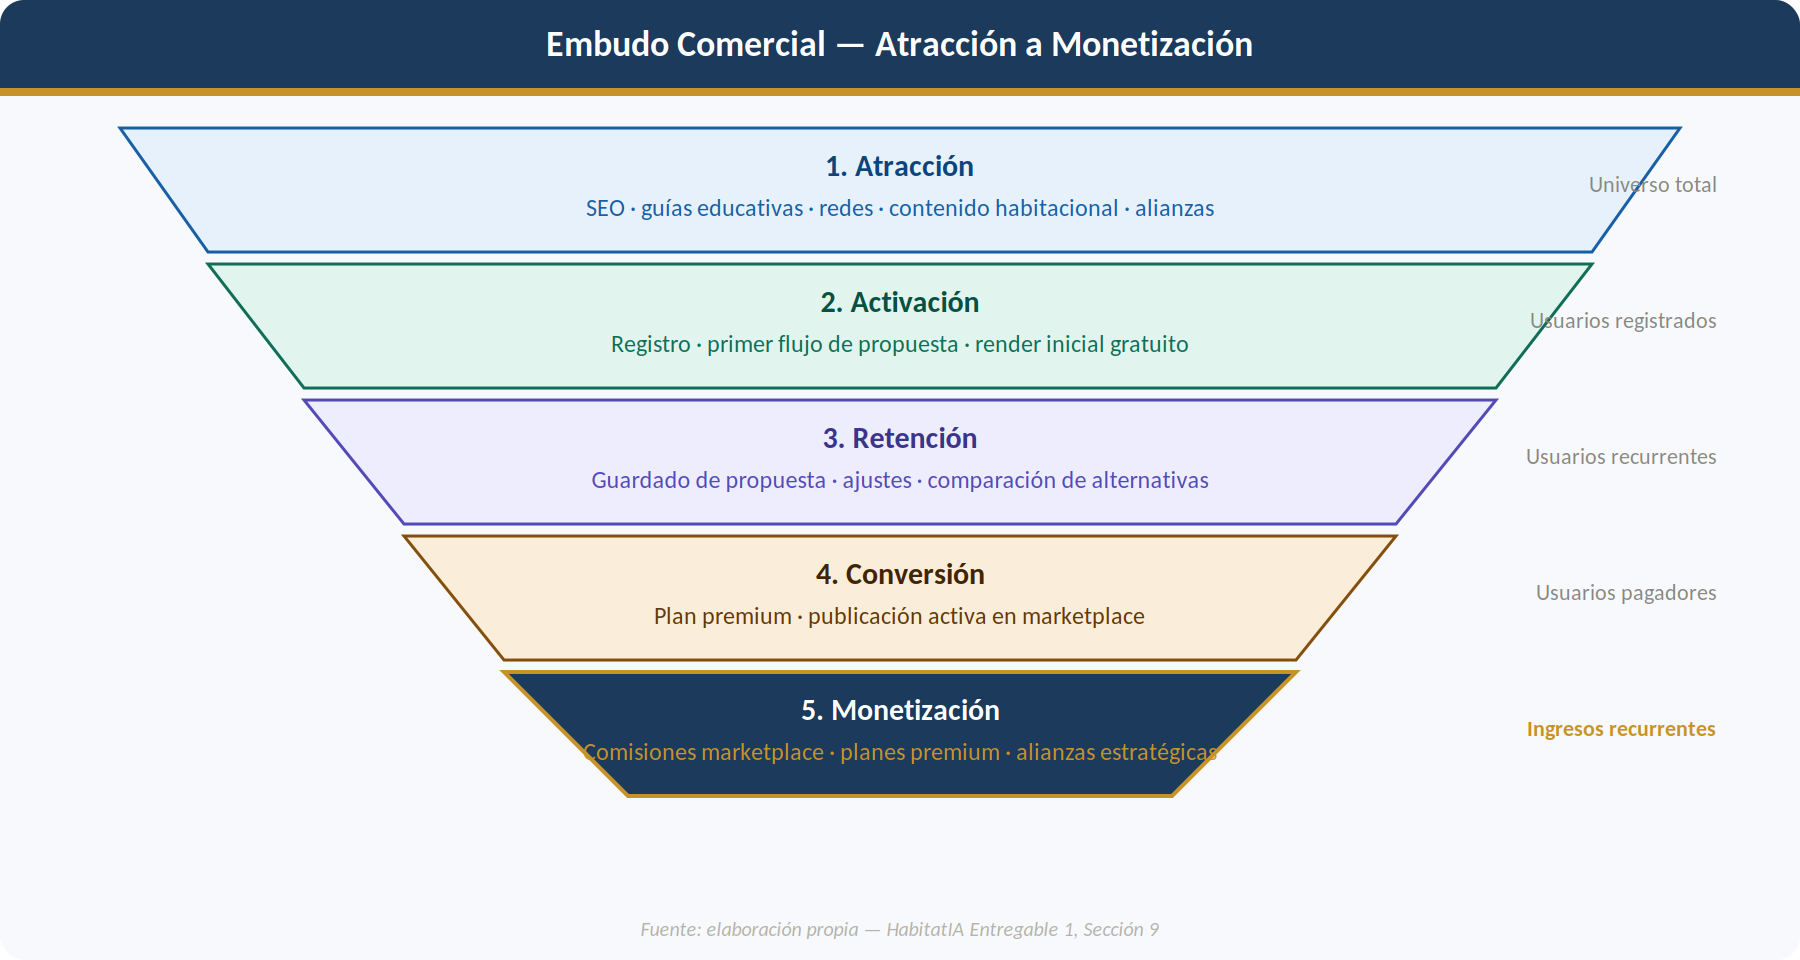 Embudo Comercial — Atracción a Monetización
1. Atracción
SEO · guías educativas · redes · contenido habitacional · alianzas
Universo total
2. Activación
Registro · primer flujo de propuesta · render inicial gratuito
Usuarios registrados
3. Retención
Guardado de propuesta · ajustes · comparación de alternativas
Usuarios recurrentes
4. Conversión
Plan premium · publicación activa en marketplace
Usuarios pagadores
5. Monetización
Comisiones marketplace · planes premium · alianzas estratégicas
Ingresos recurrentes
Fuente: elaboración propia — HabitatIA Entregable 1, Sección 9